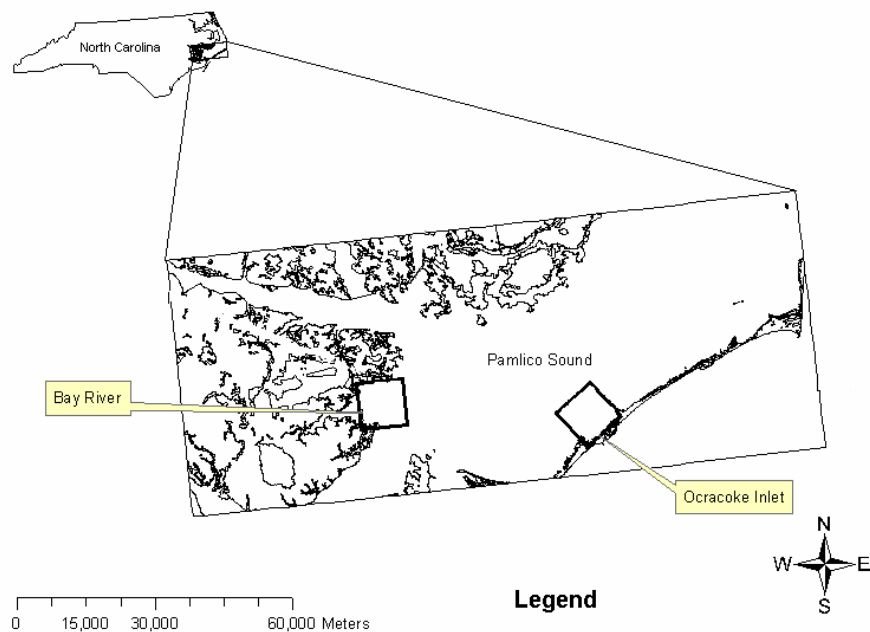 North Carolina
Pamlico Sound
Bay River
Ocracoke Inlet
N
W E
S
Legend
0 15,000 30,000 60,000 Meters